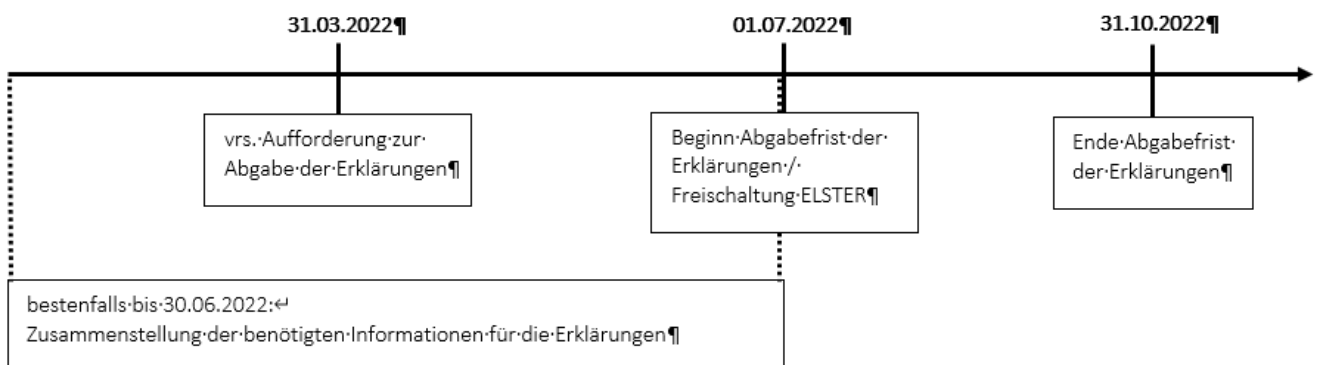 31.03.2022¶
01.07.2022¶
31.10.2022¶
vrs.·Aufforderung·zur·
Abgabe·der·Erklärungen¶
Beginn·Abgabefrist·der·
Erklärungen·/·
Freischaltung·ELSTER¶
Ende·Abgabefrist·
der·Erklärungen¶
bestenfalls·bis·30.06.2022:↵
Zusammenstellung·der·benötigten·Informationen·für·die·Erklärungen¶